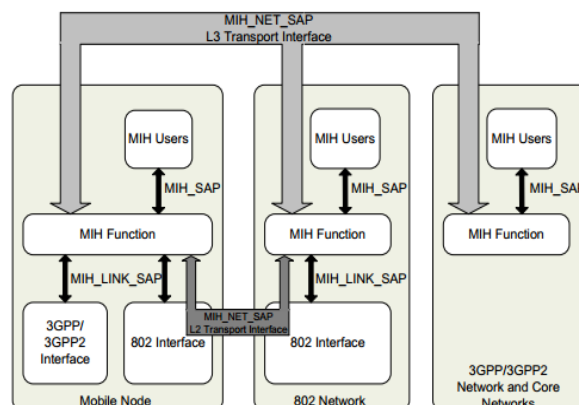 MIH_NET_SAP
L3 Transport Interface
MIH Users
MIH Users
MIH Users
MIH_SAP
MIH_SAP
MIH_SAP
MIH Function
MIH Function
MIH Function
MIH_LINK_SAP
MIH_LINK_SAP
MIH_NET_SAP
L2 Transport Interface
3GPP/
3GPP2
Interface
802 Interface
802 Interface
3GPP/3GPP2
Network and Core
Networks
Mobile Node
802 Network